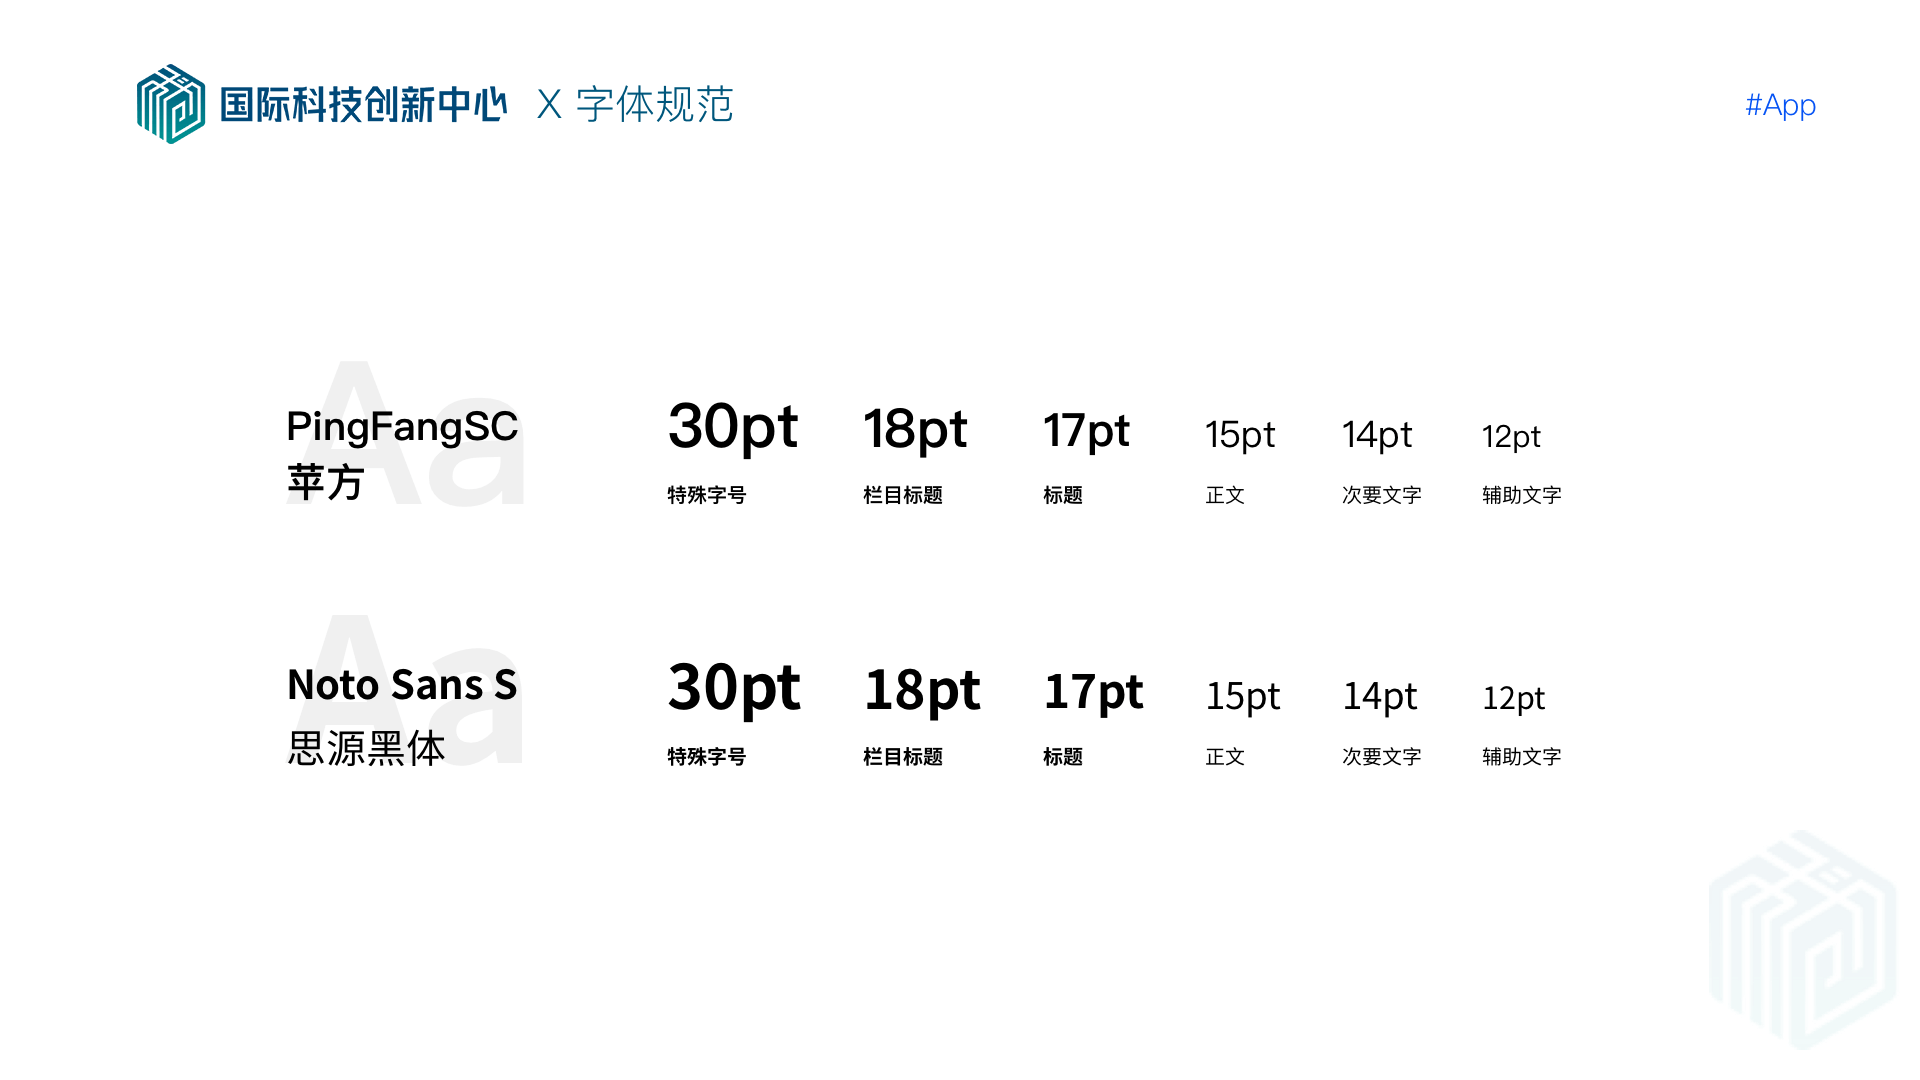 国际科技创新中心 X 字体规范
#App
Aa
PingFangSC
苹方
30pt 18pt 17pt 15pt 14pt 12pt
特殊字号 栏目标题 标题 正文 次要文字 辅助文字
Aa
Noto Sans S
思源黑体
30pt 18pt 17pt 15pt 14pt 12pt
特殊字号 栏目标题 标题 正文 次要文字 辅助文字